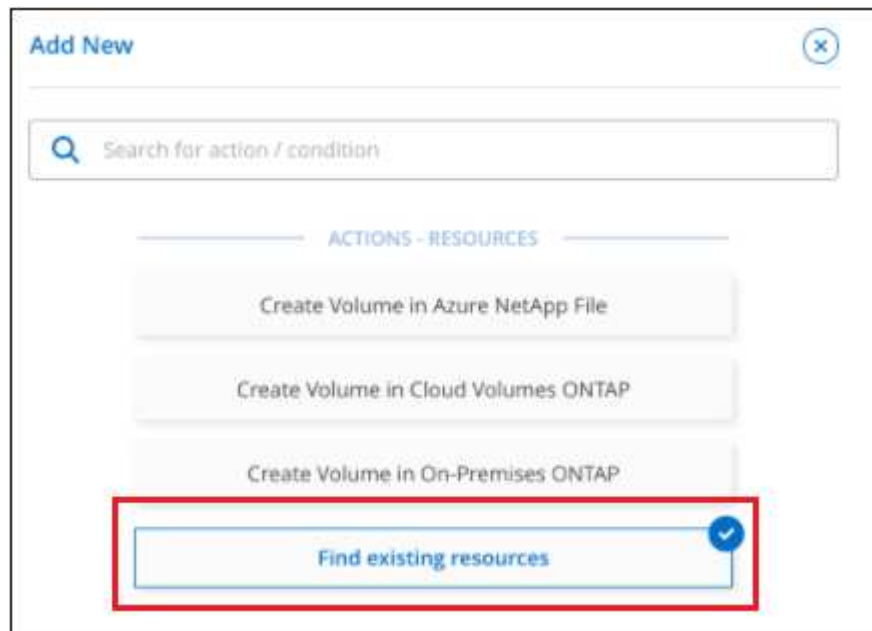 Add New
Search for action / condition
ACTIONS - RESOURCES
Create Volume in Azure NetApp File
Create Volume in Cloud Volumes ONTAP
Create Volume in On-Premises ONTAP
Find existing resources